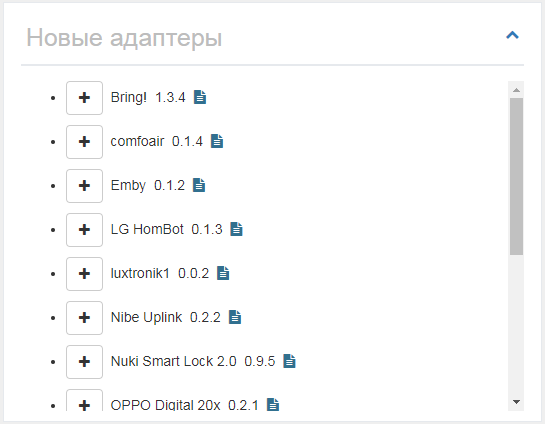 Новые адаптеры
Bring! 1.3.4
comfoair 0.1.4
Emby 0.1.2
LG HomBot 0.1.3
luxtronik1 0.0.2
Nibe Uplink 0.2.2
Nuki Smart Lock 2.0 0.9.5
OPPO Digital 20x 0.2.1